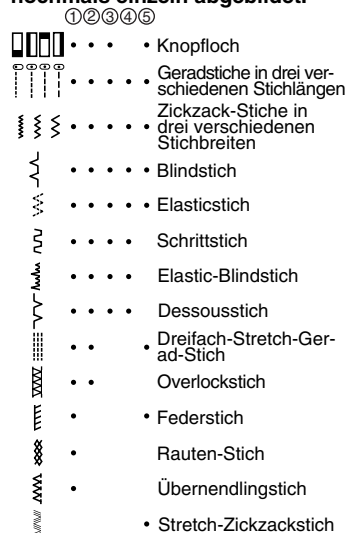 nochmals einzeln abgebildet.
①②③④⑤
• • • • Knopfloch
• • • • • Geradstiche in drei ver-
schiedenen Stichlängen
• • • • • Zickzack-Stiche in
drei verschiedenen
Stichbreiten
• • • • • Blindstich
• • • • • Elasticstich
• • • • Schrittstich
• • • • Elastic-Blindstich
• • • • Dessousstich
• • • Dreifach-Stretch-Ger-
ad-Stich
• • Overlockstich
• • Federstich
• Rauten-Stich
• Übernendlingstich
• Stretch-Zickzackstich